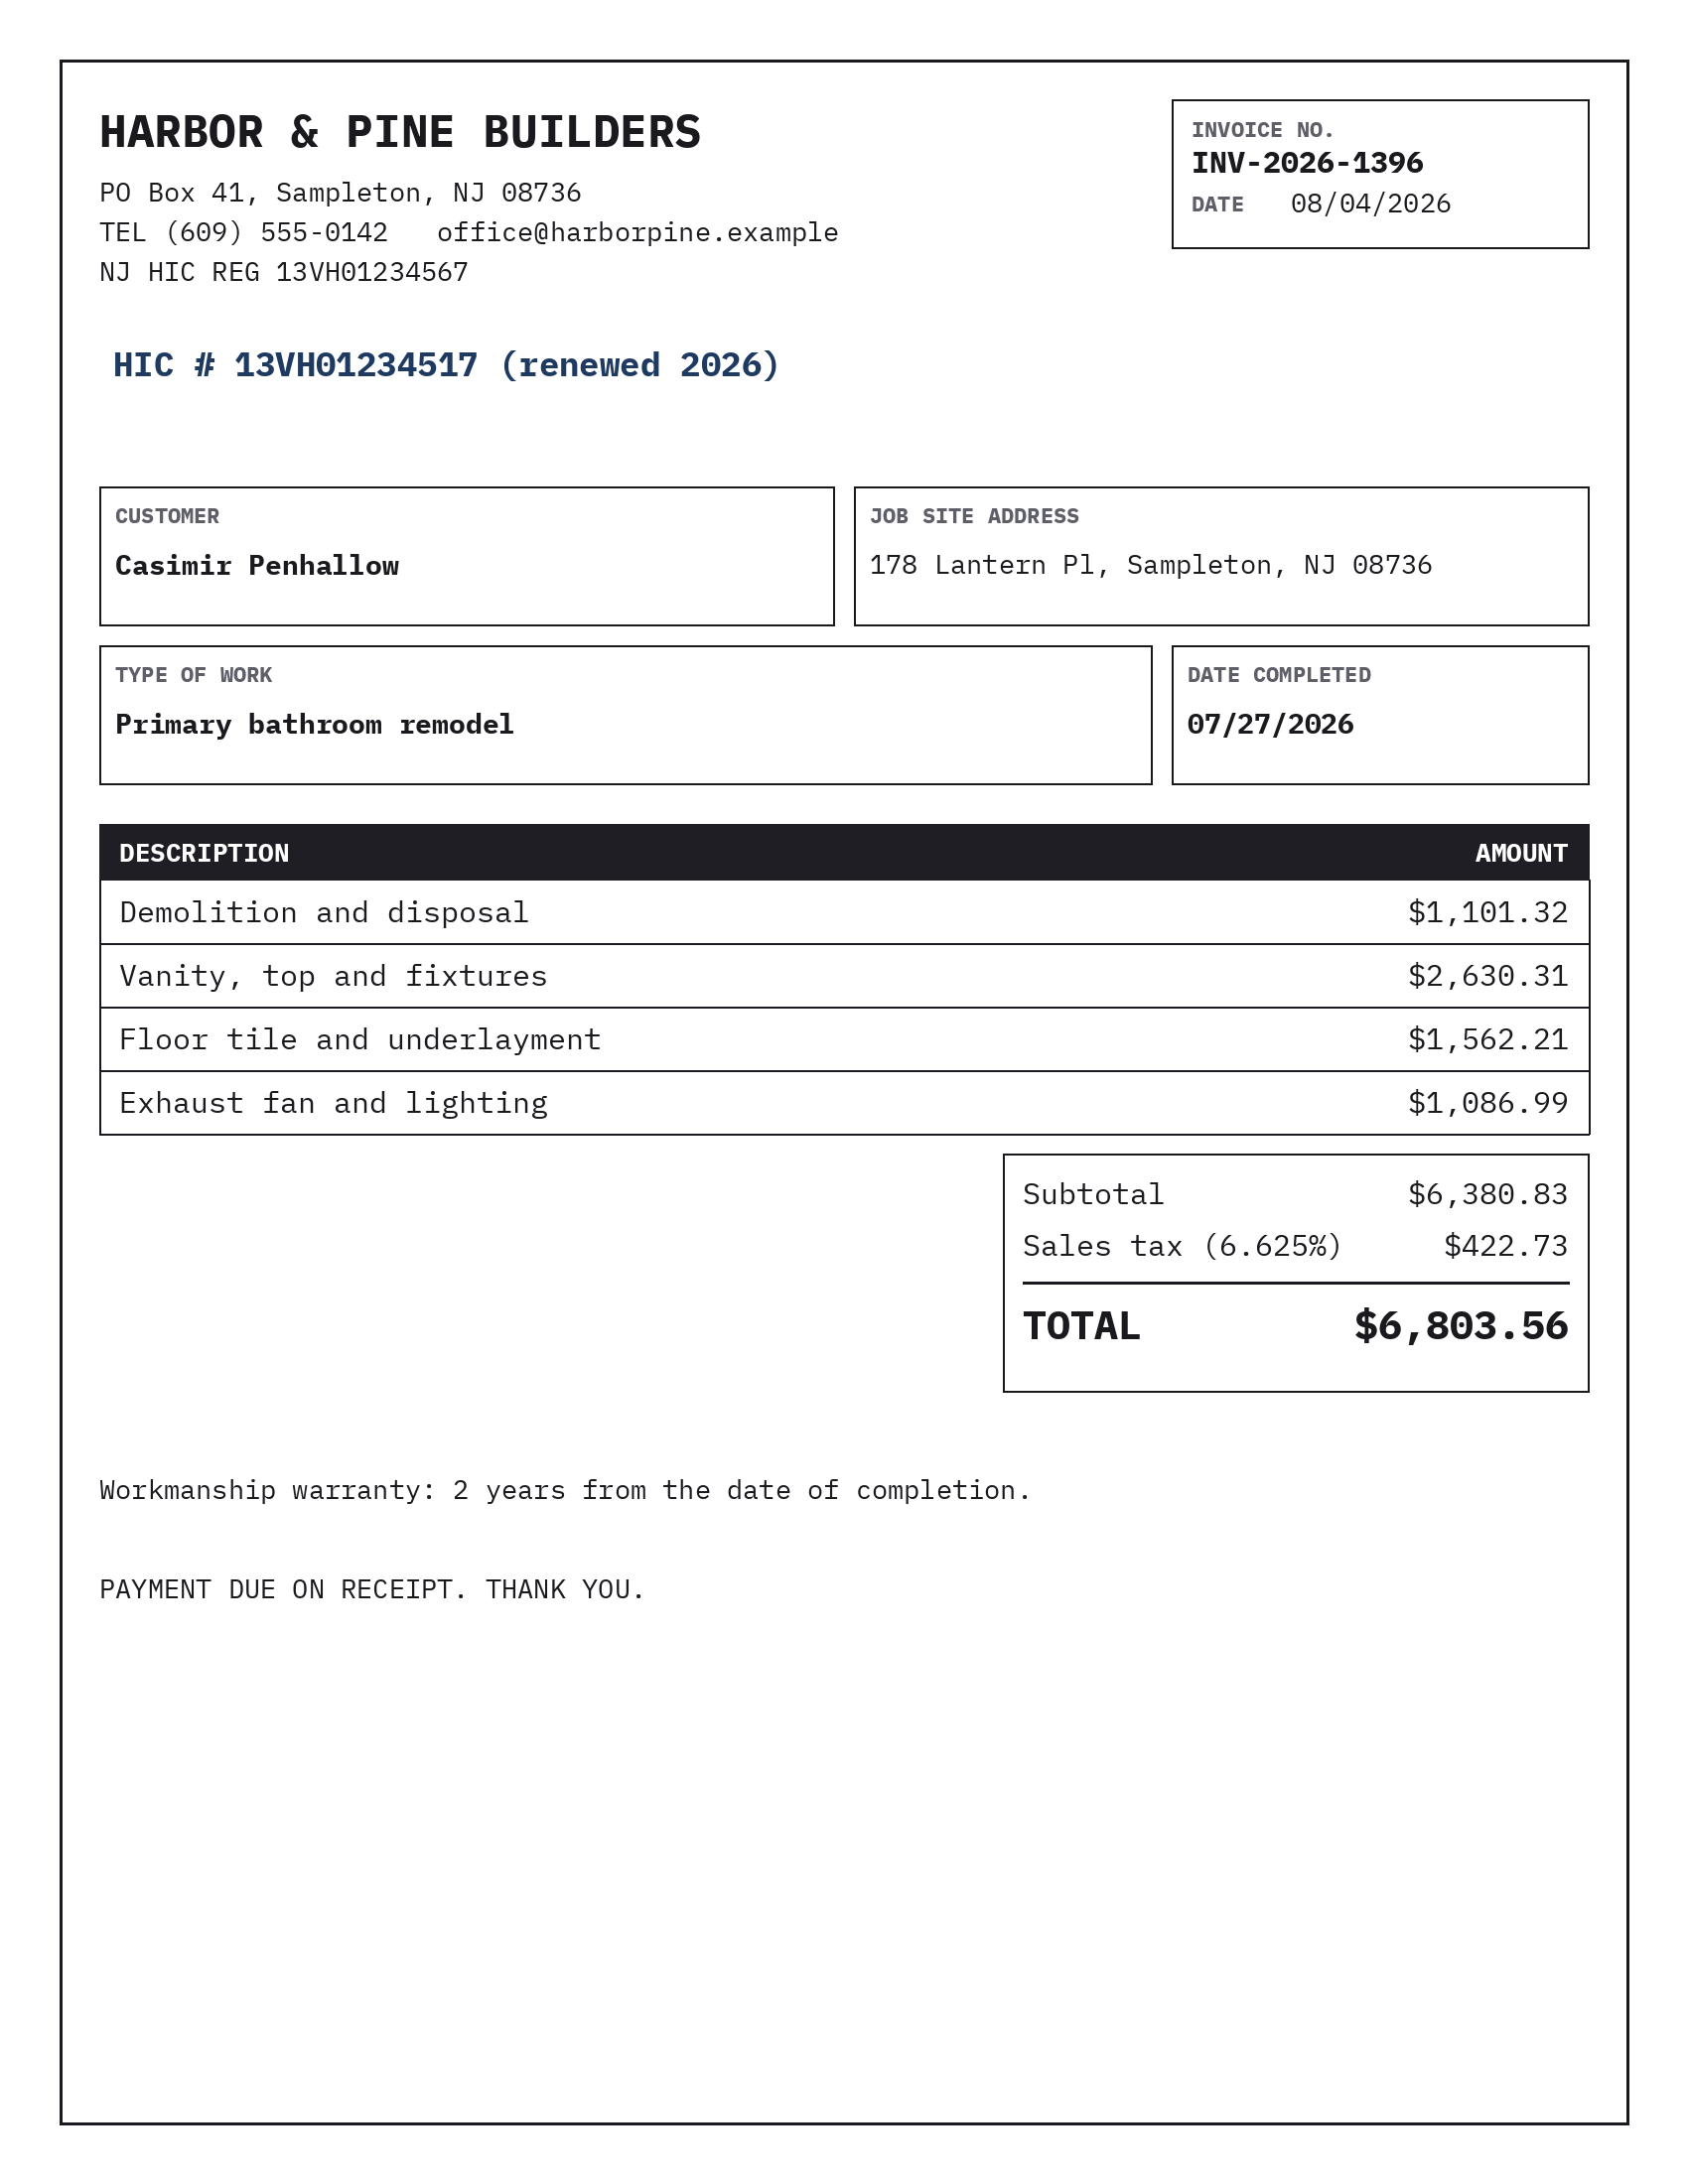 HARBOR & PINE BUILDERS
PO Box 41, Sampleton, NJ 08736
TEL (609) 555-0142   office@harborpine.example
NJ HIC REG 13VH01234567
INVOICE NO.
INV-2026-1396
DATE   08/04/2026
HIC # 13VH01234517 (renewed 2026)
CUSTOMER
Casimir Penhallow
JOB SITE ADDRESS
178 Lantern Pl, Sampleton, NJ 08736
TYPE OF WORK
Primary bathroom remodel
DATE COMPLETED
07/27/2026
DESCRIPTION   AMOUNT
Demolition and disposal   $1,101.32
Vanity, top and fixtures   $2,630.31
Floor tile and underlayment   $1,562.21
Exhaust fan and lighting   $1,086.99
Subtotal   $6,380.83
Sales tax (6.625%)   $422.73
TOTAL   $6,803.56
Workmanship warranty: 2 years from the date of completion.
PAYMENT DUE ON RECEIPT. THANK YOU.